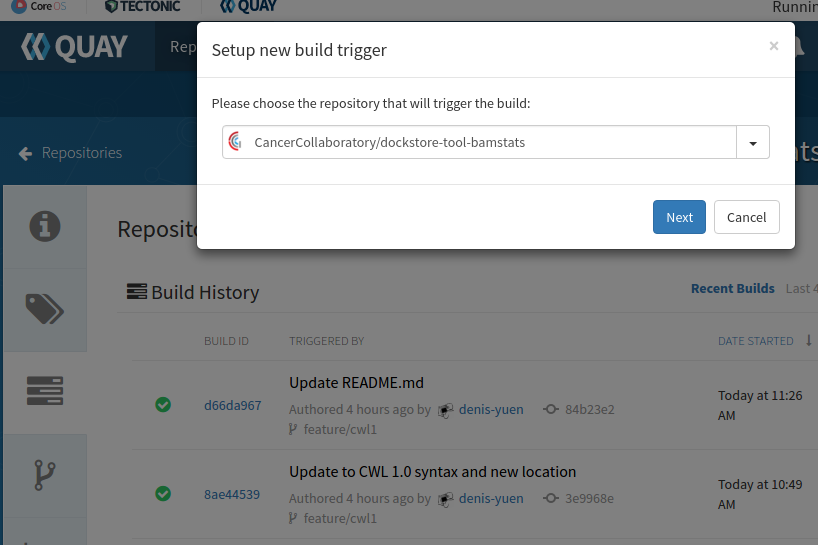 CoreOS TECTONIC QUAY Runnin
QUAY Rep
Setup new build trigger ×
Please choose the repository that will trigger the build:
CancerCollaboratory/dockstore-tool-bamstats
Next Cancel
Repositories ts
Reposito
Build History Recent Builds Last 4
BUILD ID TRIGGERED BY DATE STARTED
d66da967
Update README.md
Authored 4 hours ago by denis-yuen 84b23e2
feature/cwl1
Today at 11:26
AM
8ae44539
Update to CWL 1.0 syntax and new location
Authored 4 hours ago by denis-yuen 3e9968e
feature/cwl1
Today at 10:49
AM